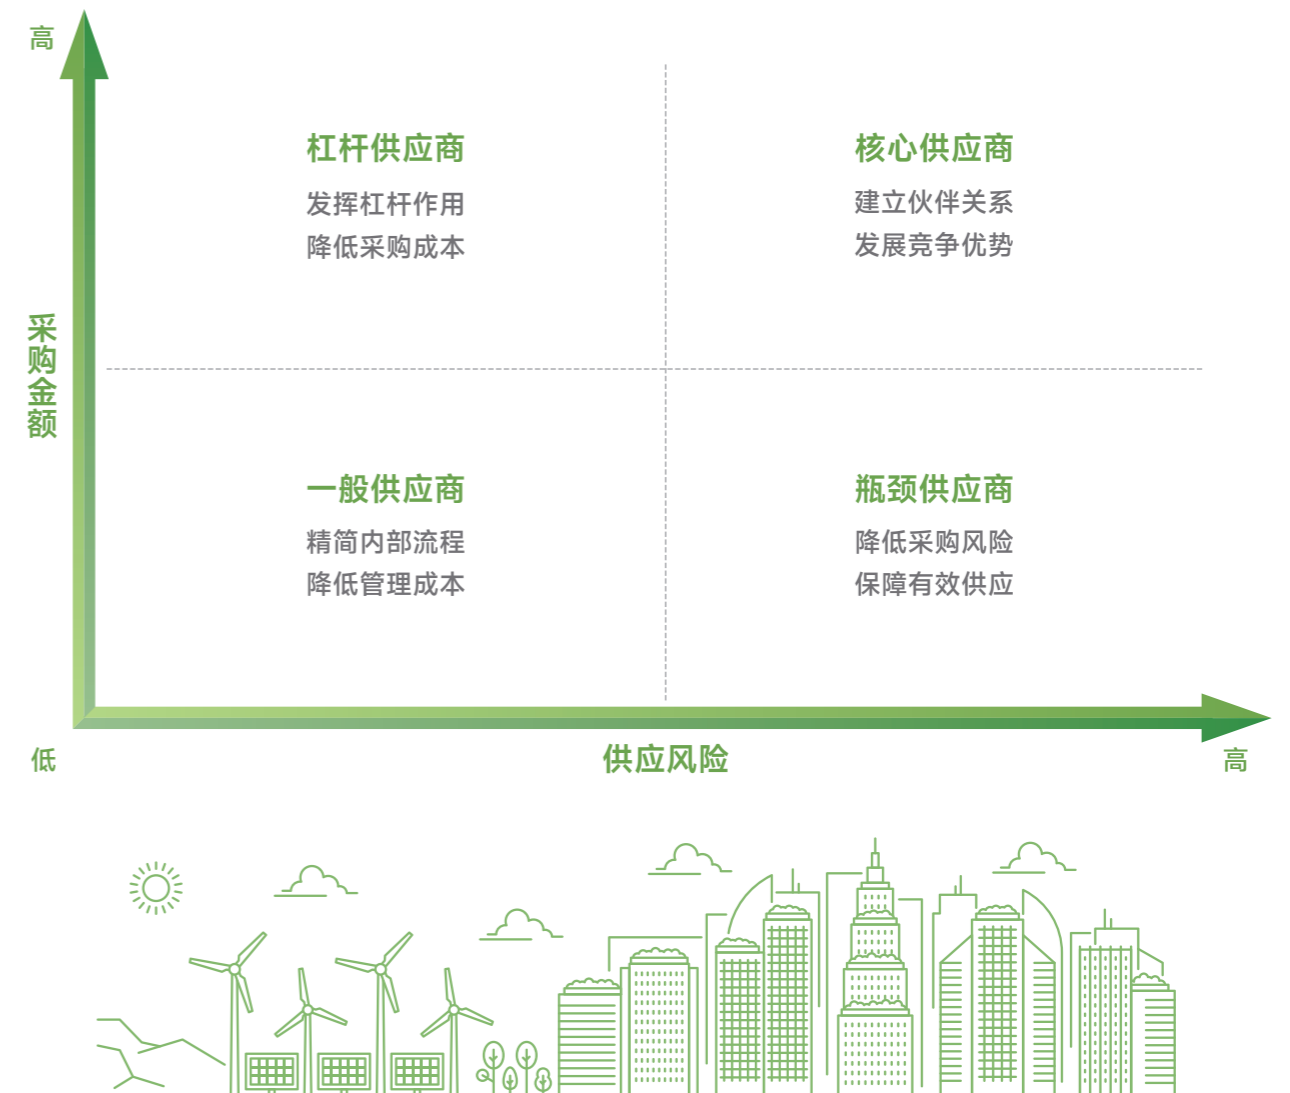 高
杠杆供应商
发挥杠杆作用
降低采购成本
核心供应商
建立伙伴关系
发展竞争优势
采购金额
一般供应商
精简内部流程
降低管理成本
瓶颈供应商
降低采购风险
保障有效供应
低
供应风险
高